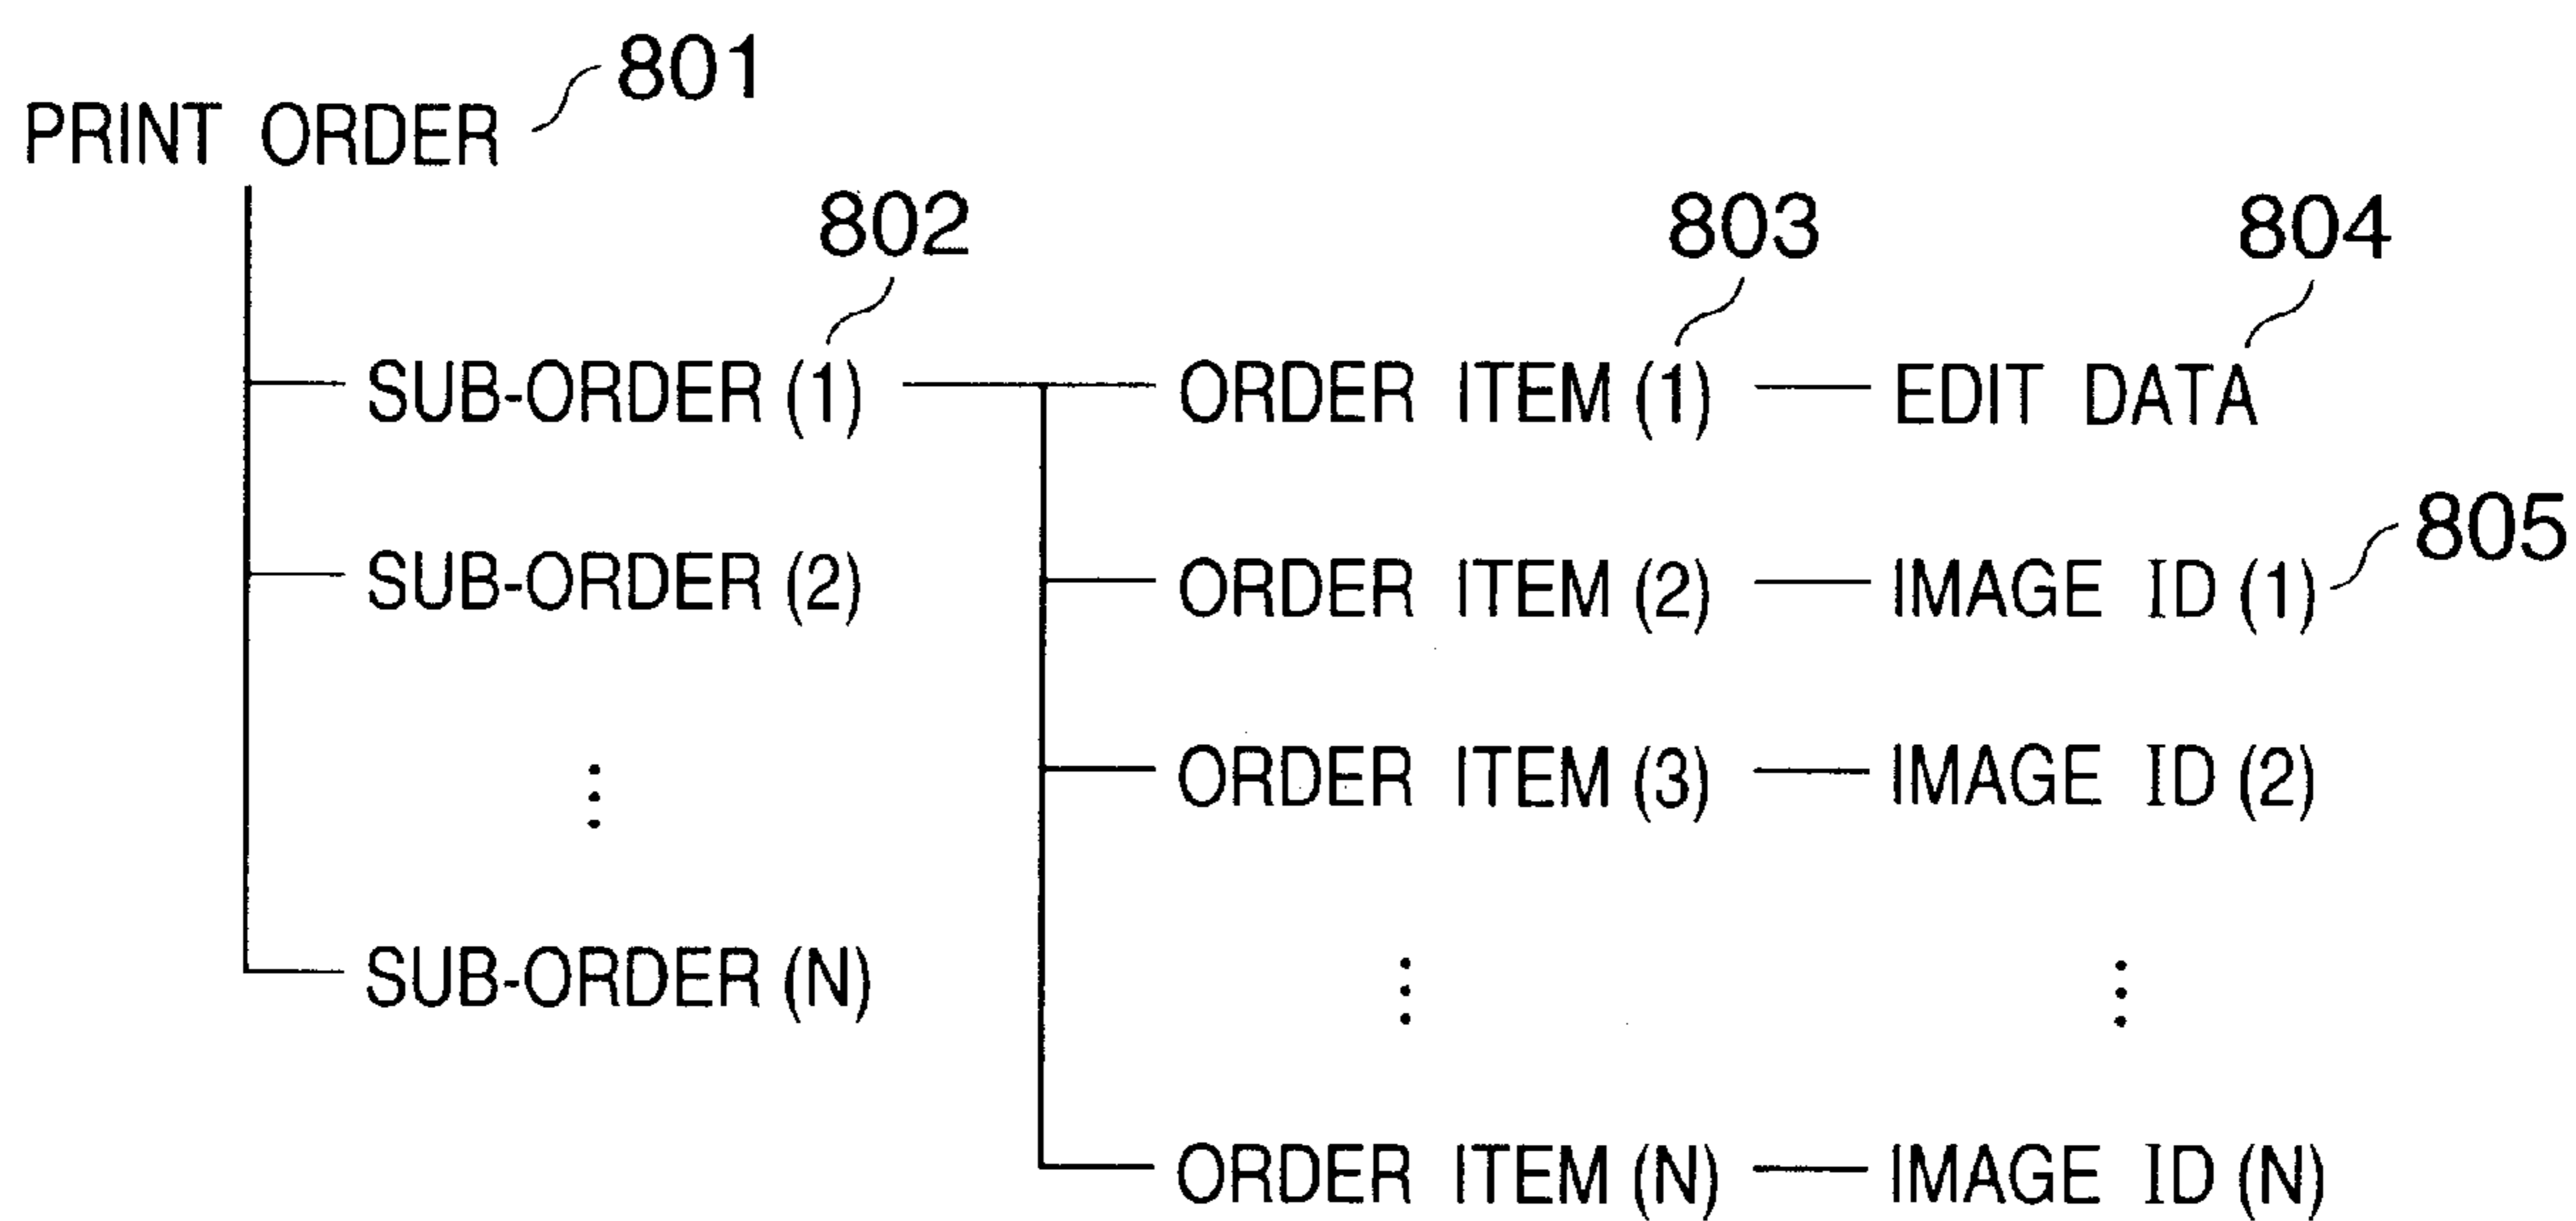 801
PRINT ORDER
802 803 804
SUB-ORDER (1) ORDER ITEM (1) EDIT DATA
805
SUB-ORDER (2) ORDER ITEM (2) IMAGE ID (1)
ORDER ITEM (3) IMAGE ID (2)
SUB-ORDER (N)
ORDER ITEM (N) IMAGE ID (N)